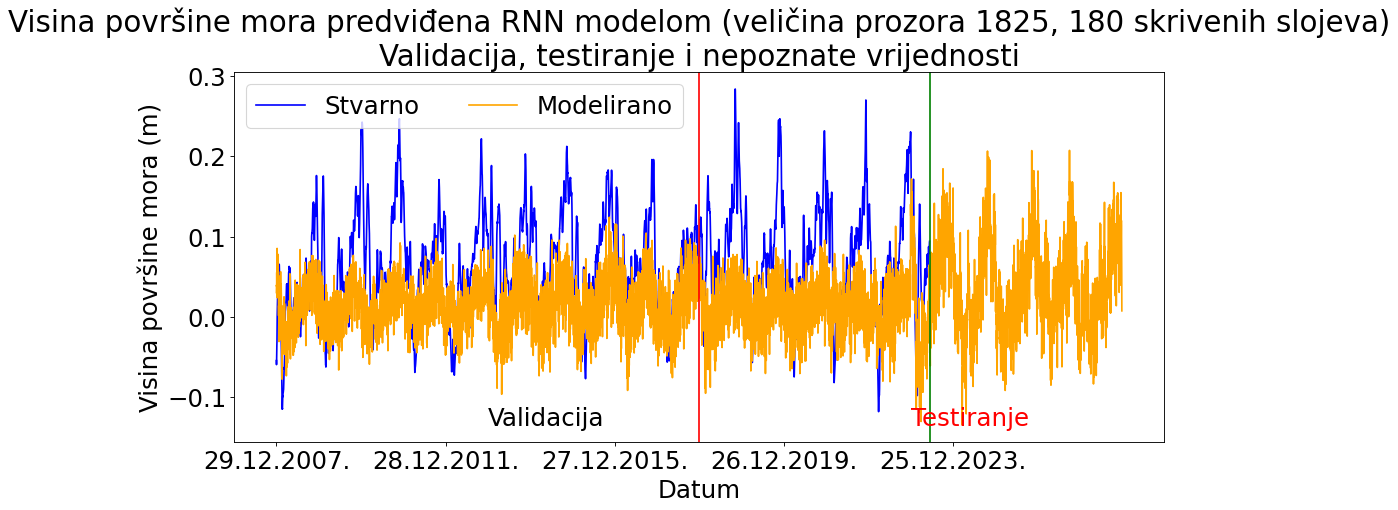 Visina površine mora predviđena RNN modelom (veličina prozora 1825, 180 skrivenih slojeva)
Validacija, testiranje i nepoznate vrijednosti
Stvarno
Modelirano
Visina površine mora (m)
0.3
0.2
0.1
0.0
−0.1
Validacija
Testiranje
29.12.2007.
28.12.2011.
27.12.2015.
26.12.2019.
25.12.2023.
Datum